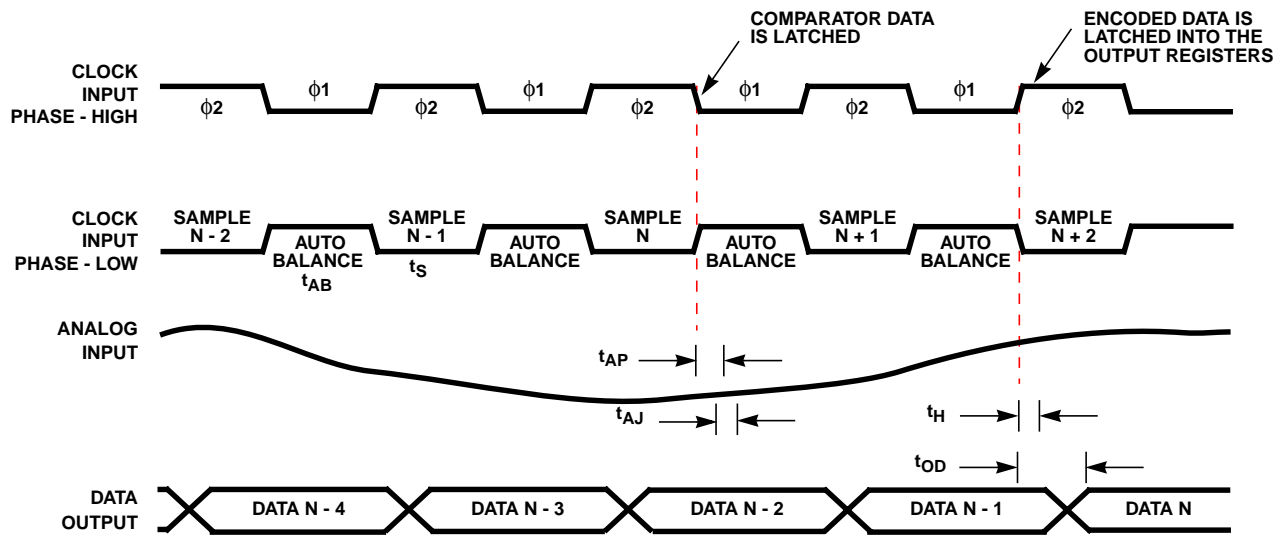 COMPARATOR DATA
IS LATCHED
ENCODED DATA IS
LATCHED INTO THE
OUTPUT REGISTERS
CLOCK
INPUT
PHASE - HIGH
ϕ2
ϕ1
ϕ2
ϕ1
ϕ2
ϕ1
ϕ2
ϕ1
ϕ2
CLOCK
INPUT
PHASE - LOW
SAMPLE
N - 2
AUTO
BALANCE
tAB
SAMPLE
N - 1
tS
AUTO
BALANCE
SAMPLE
N
AUTO
BALANCE
SAMPLE
N + 1
AUTO
BALANCE
SAMPLE
N + 2
ANALOG
INPUT
tAP
tAJ
tH
tOD
DATA
OUTPUT
DATA N - 4
DATA N - 3
DATA N - 2
DATA N - 1
DATA N